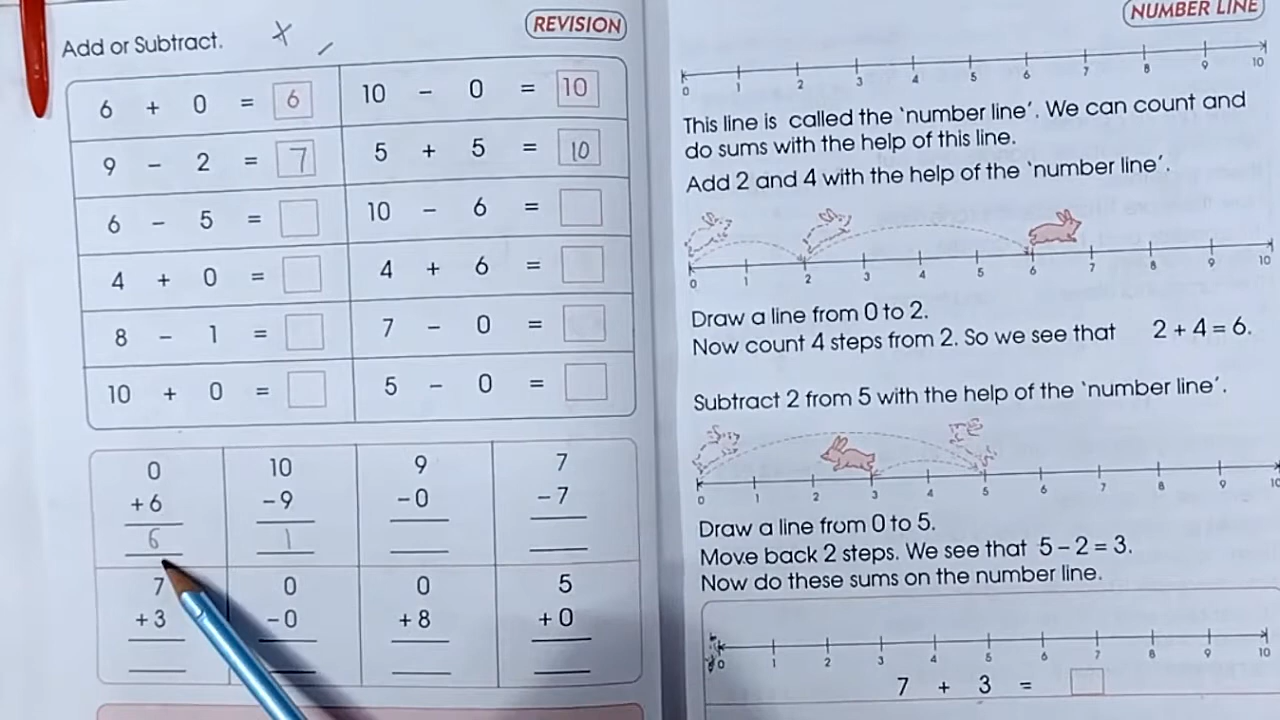 Add or Subtract.
REVISION
6 + 0 = 6
10 - 0 = 10
9 - 2 = 7
5 + 5 = 10
6 - 5 =
10 - 6 =
4 + 0 =
4 + 6 =
8 - 1 =
7 - 0 =
10 + 0 =
5 - 0 =
0 10 9 7
+6 -9 -0 -7
6 1
7 0 0 5
+3 -0 +8 +0
NUMBER LINE
0 1 2 3 4 5 6 7 8 9 10
This line is called the 'number line'. We can count and
do sums with the help of this line.
Add 2 and 4 with the help of the 'number line'.
0 1 2 3 4 5 6 7 8 9 10
Draw a line from 0 to 2.
Now count 4 steps from 2. So we see that 2 + 4 = 6.
Subtract 2 from 5 with the help of the 'number line'.
0 1 2 3 4 5 6 7 8 9 10
Draw a line from 0 to 5.
Move back 2 steps. We see that 5 - 2 = 3.
Now do these sums on the number line.
0 1 2 3 4 5 6 7 8 9 10
7 + 3 =